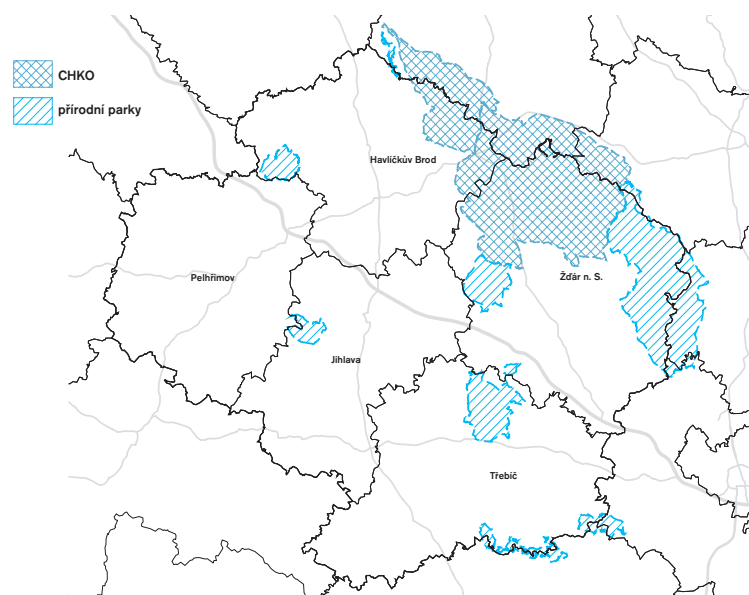 CHKO
přírodní parky
Havlíčkův Brod
Pelhřimov
Žďár n. S.
Jihlava
Třebíč